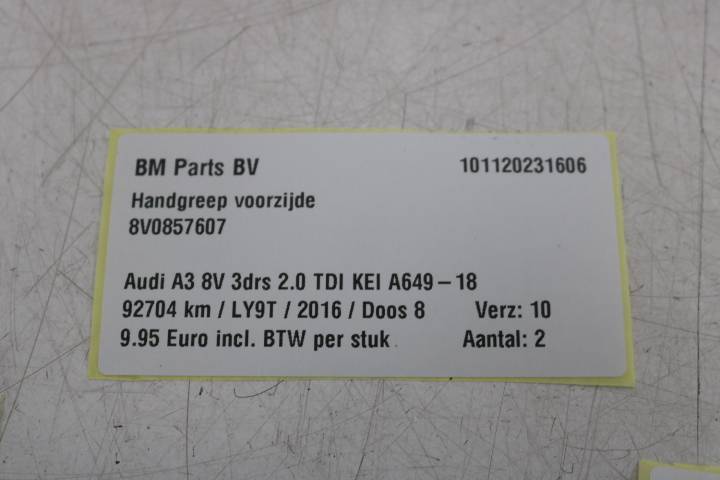 BM Parts BV 101120231606
Handgreep voorzijde
8V0857607
Audi A3 8V 3drs 2.0 TDI KEI A649-18
92704 km / LY9T / 2016 / Doos 8 Verz: 10
9.95 Euro incl. BTW per stuk Aantal: 2